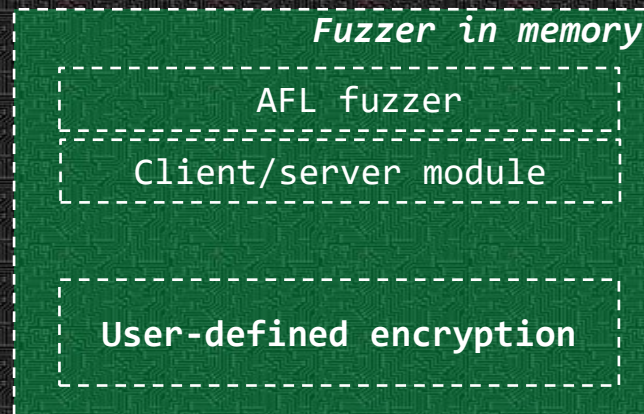 Fuzzer in memory
AFL fuzzer
Client/server module
User-defined encryption